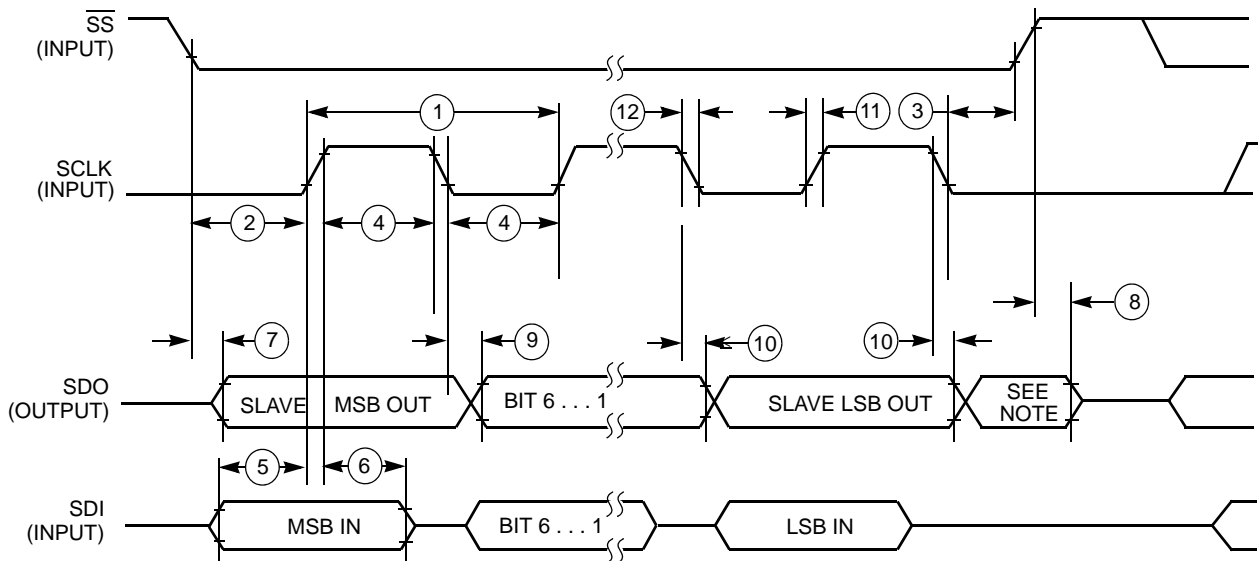 SS
(INPUT)
1
12
11
3
SCLK
(INPUT)
2
4
4
8
7
9
10
10
SDO
(OUTPUT)
SLAVE MSB OUT
BIT 6 . . . 1
SLAVE LSB OUT
SEE
NOTE
5
6
SDI
(INPUT)
MSB IN
BIT 6 . . . 1
LSB IN